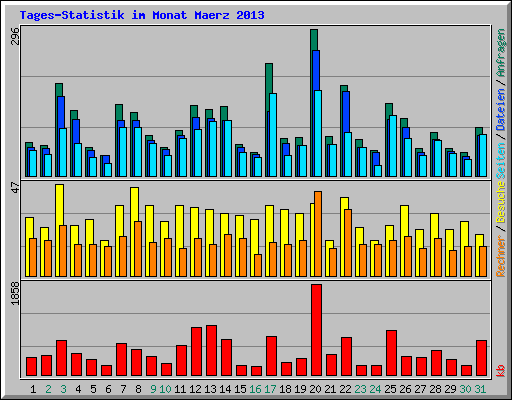 Tages-Statistik im Monat Maerz 2013
296
47
1858
Rechner / Besuche Seiten / Dateien / Anfragen
kb
1 2 3 4 5 6 7 8 9 10 11 12 13 14 15 16 17 18 19 20 21 22 23 24 25 26 27 28 29 30 31